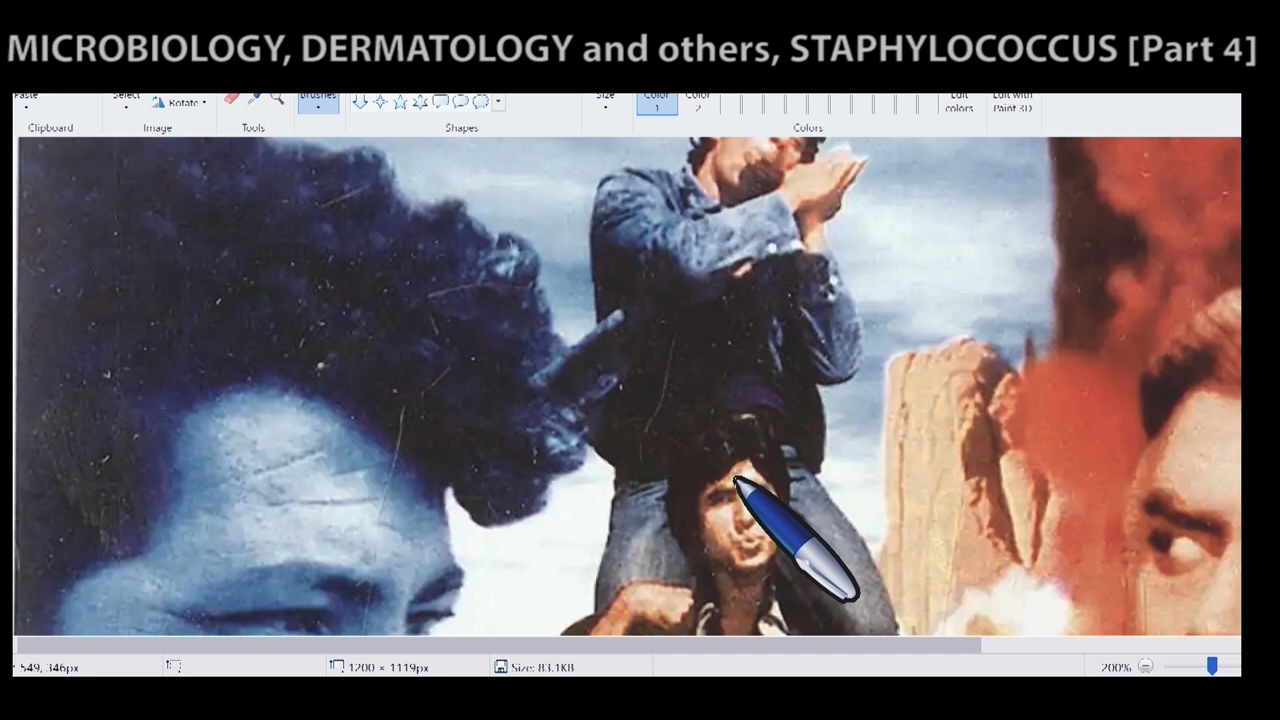 MICROBIOLOGY, DERMATOLOGY and others, STAPHYLOCOCCUS [Part 4]
Paste Select Rotate Brushes Size Color 1 Color 2 Edit colors Edit with Paint 3D
Clipboard Image Tools Shapes Colors
549, 346px 1200 × 1119px Size: 83.1KB 200%